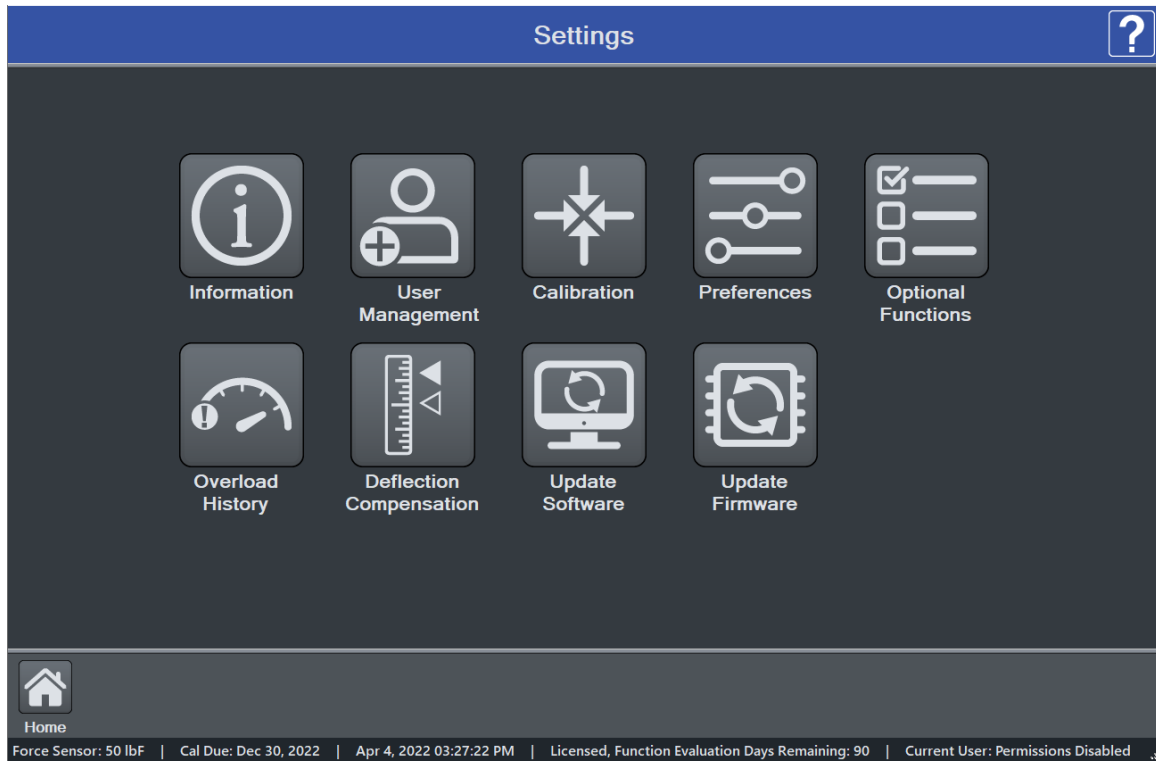 Settings
?
Information
User
Management
Calibration
Preferences
Optional
Functions
Overload
History
Deflection
Compensation
Update
Software
Update
Firmware
Home
Force Sensor: 50 lbF | Cal Due: Dec 30, 2022 | Apr 4, 2022 03:27:22 PM | Licensed, Function Evaluation Days Remaining: 90 | Current User: Permissions Disabled